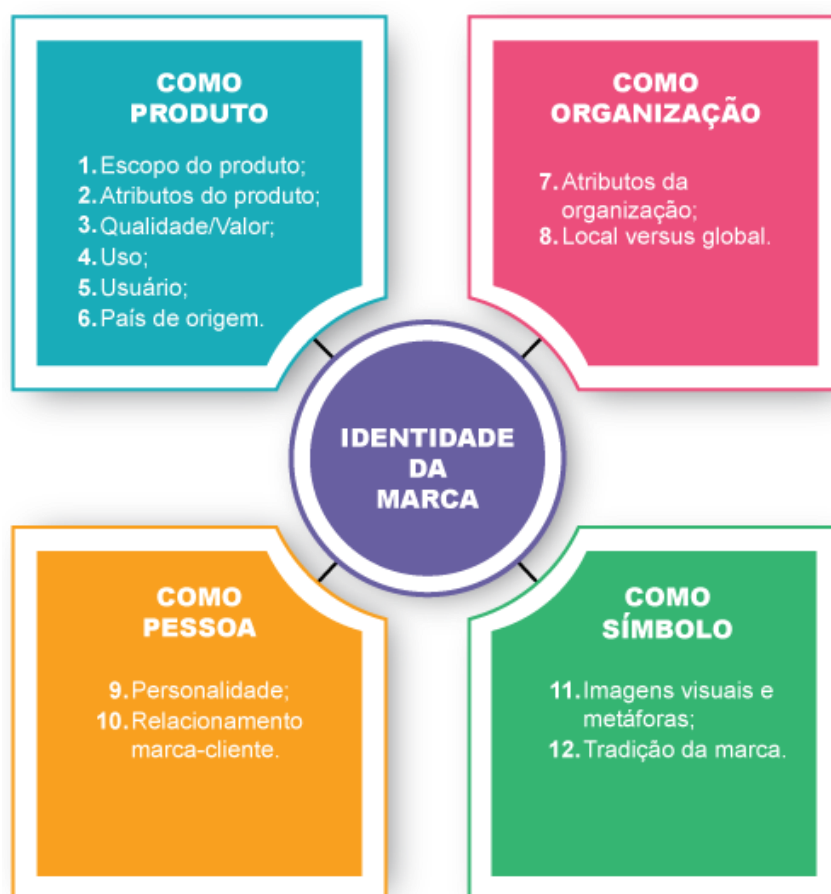 COMO
PRODUTO
1. Escopo do produto;
2. Atributos do produto;
3. Qualidade/Valor;
4. Uso;
5. Usuário;
6. País de origem.
COMO
ORGANIZAÇÃO
7. Atributos da
organização;
8. Local versus global.
IDENTIDADE
DA
MARCA
COMO
PESSOA
9. Personalidade;
10. Relacionamento
marca-cliente.
COMO
SÍMBOLO
11. Imagens visuais e
metáforas;
12. Tradição da marca.